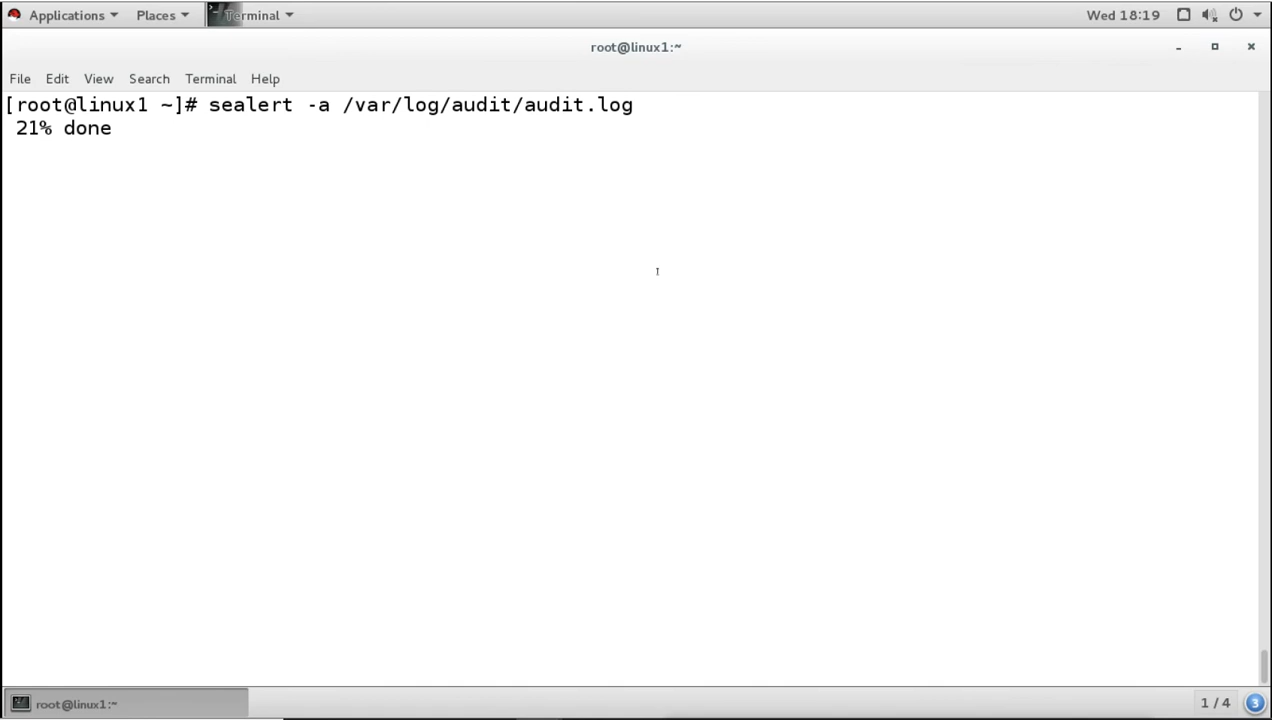 Applications Places Terminal Wed 18:19
root@linux1:~
File Edit View Search Terminal Help
[root@linux1 ~]# sealert -a /var/log/audit/audit.log
21% done
root@linux1:~ 1 / 4 3